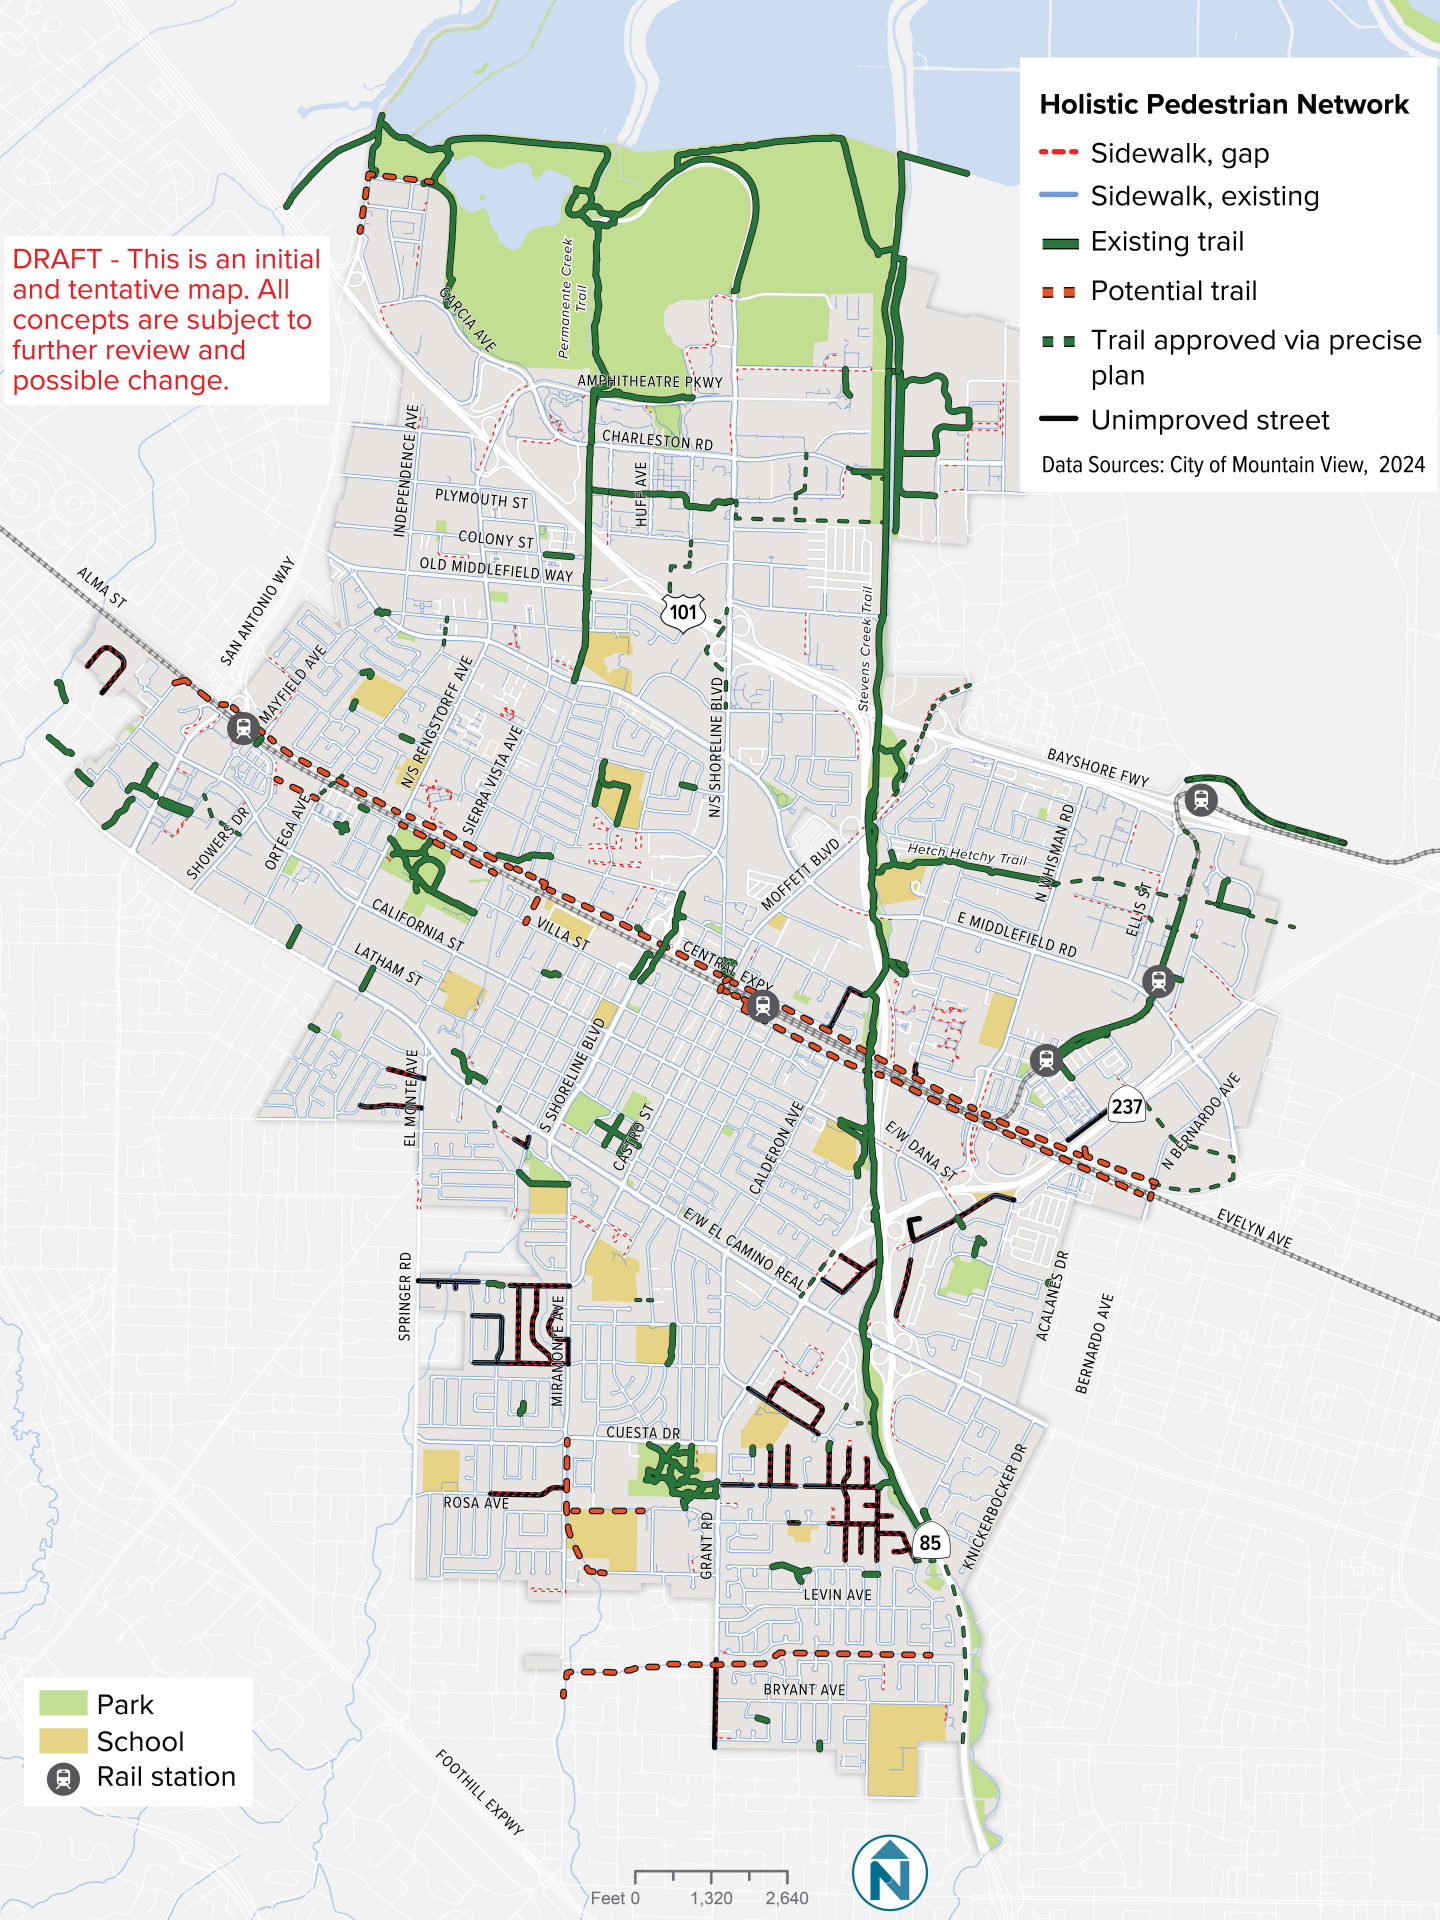 Holistic Pedestrian Network
Sidewalk, gap
Sidewalk, existing
Existing trail
Potential trail
Trail approved via precise
plan
Unimproved street
Data Sources: City of Mountain View, 2024
DRAFT - This is an initial
and tentative map. All
concepts are subject to
further review and
possible change.
Permanente Creek
Trail
GARCIA AVE
AMPHITHEATRE PKWY
INDEPENDENCE AVE
CHARLESTON RD
HUFF AVE
PLYMOUTH ST
COLONY ST
OLD MIDDLEFIELD WAY
ALMA ST
SAN ANTONIO WAY
101
Stevens Creek Trail
MAYFIELD AVE
N/S RENGSTORFF AVE
SIERRA VISTA AVE
N/S SHORELINE BLVD
BAYSHORE FWY
SHOWERS DR
ORTEGA AVE
MOFFETT BLVD
Hetch Hetchy Trail
N WHISMAN RD
ELLIS ST
E MIDDLEFIELD RD
CALIFORNIA ST
VILLA ST
LATHAM ST
CENTRAL EXPY
EL MONTE AVE
S SHORELINE BLVD
CASTRO ST
CALDERON AVE
E/W DANA ST
237
N BERNARDO AVE
EVELYN AVE
E/W EL CAMINO REAL
SPRINGER RD
MIRAMONTE AVE
ACALANES DR
BERNARDO AVE
CUESTA DR
ROSA AVE
GRANT RD
KNICKERBOCKER DR
85
LEVIN AVE
BRYANT AVE
FOOTHILL EXPWY
Park
School
Rail station
Feet 0 1,320 2,640
N